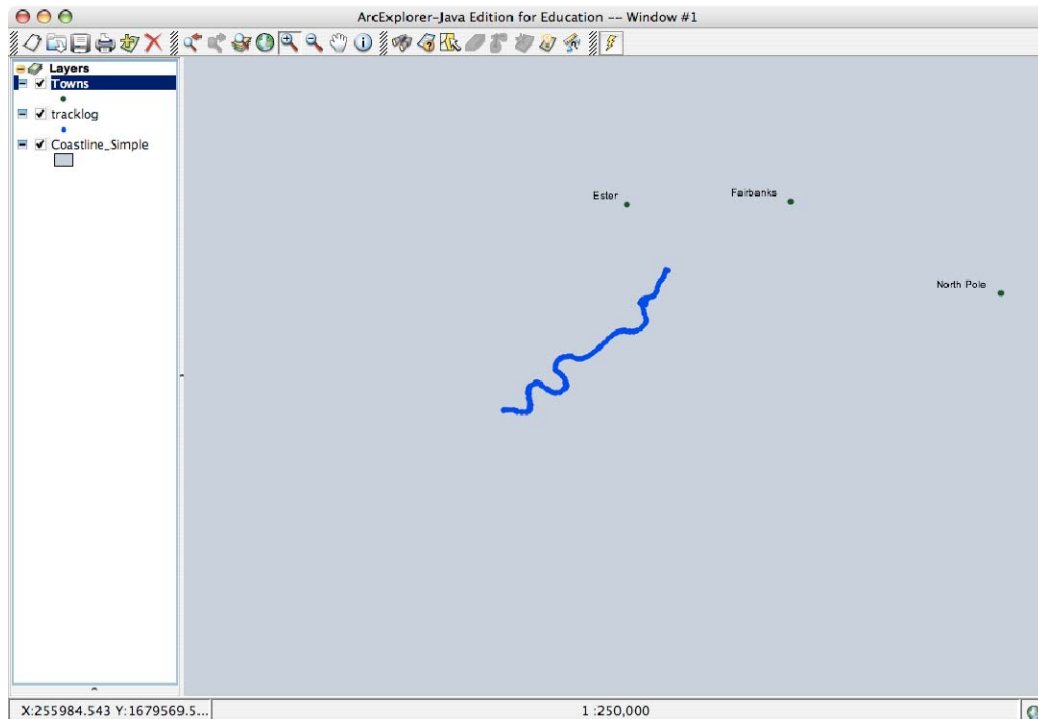 ArcExplorer-Java Edition for Education -- Window #1
Layers
Towns
tracklog
Coastline_Simple
Ester
Fairbanks
North Pole
X:255984.543 Y:1679569.5...
1 :250,000